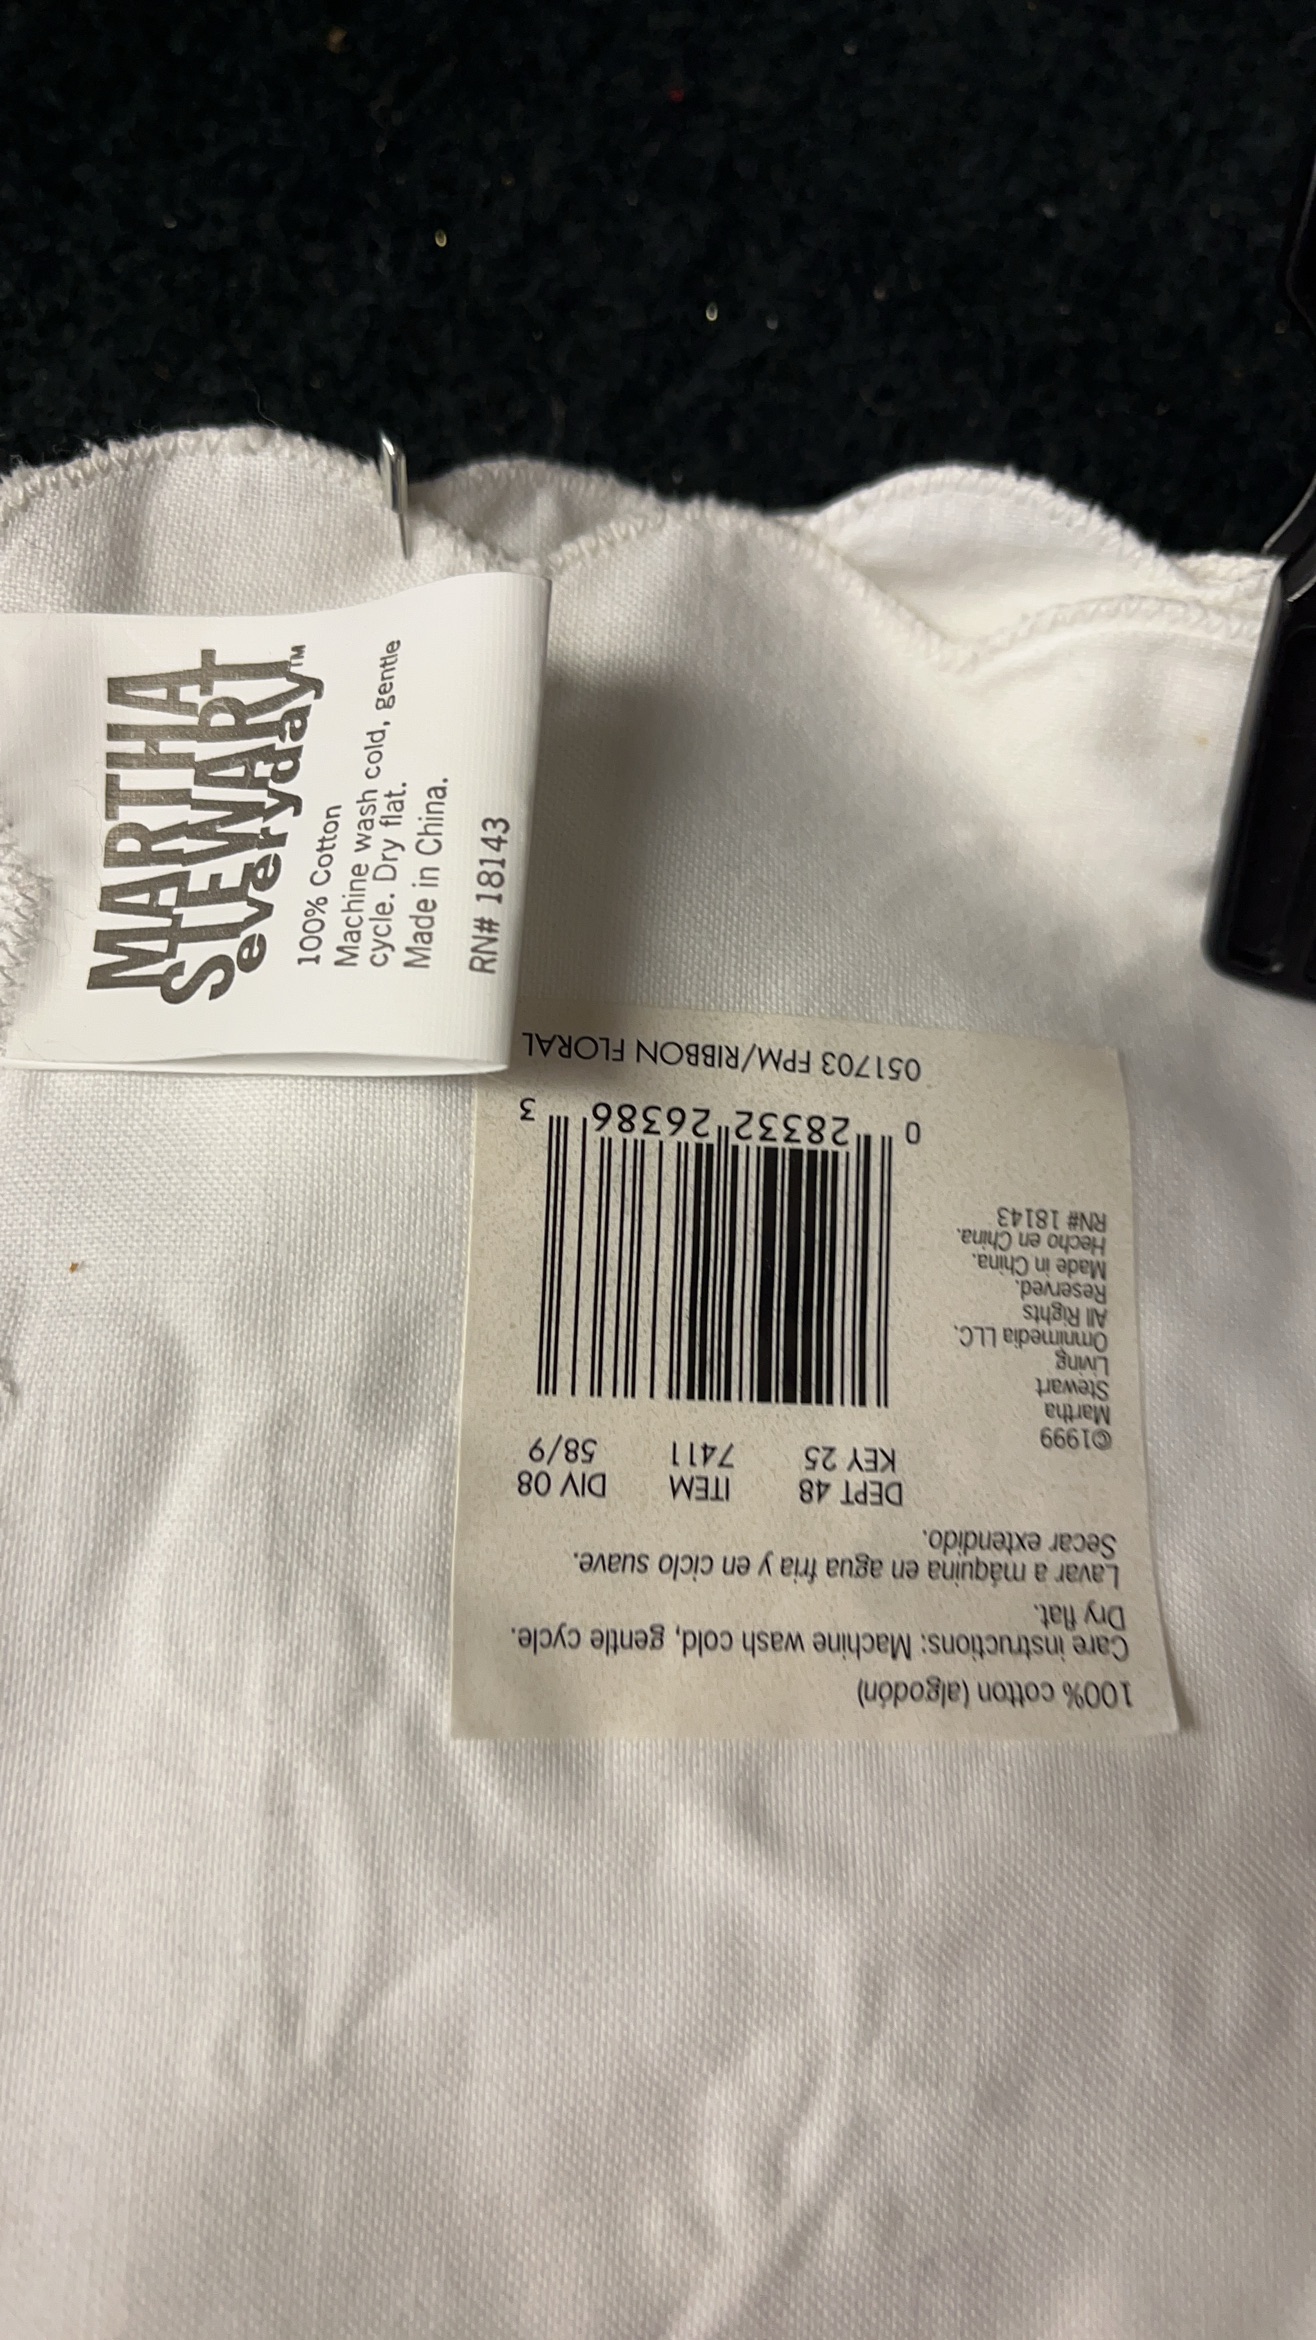 MARTHA
STEWART
everyday™
100% Cotton
Machine wash cold, gentle
cycle. Dry flat.
Made in China.
RN# 18143
100% cotton (algodón)
Care instructions: Machine wash cold, gentle cycle.
Dry flat.
Lavar a máquina en agua fria y en ciclo suave.
Secar extendido.
DEPT 48 ITEM DIV 08
KEY 25 7411 58/9
©1999
Martha
Stewart
Living
Omnimedia LLC.
All Rights
Reserved.
Made in China.
Hecho en China.
RN# 18143
0 28332 26386 3
051703 FPM/RIBBON FLORAL